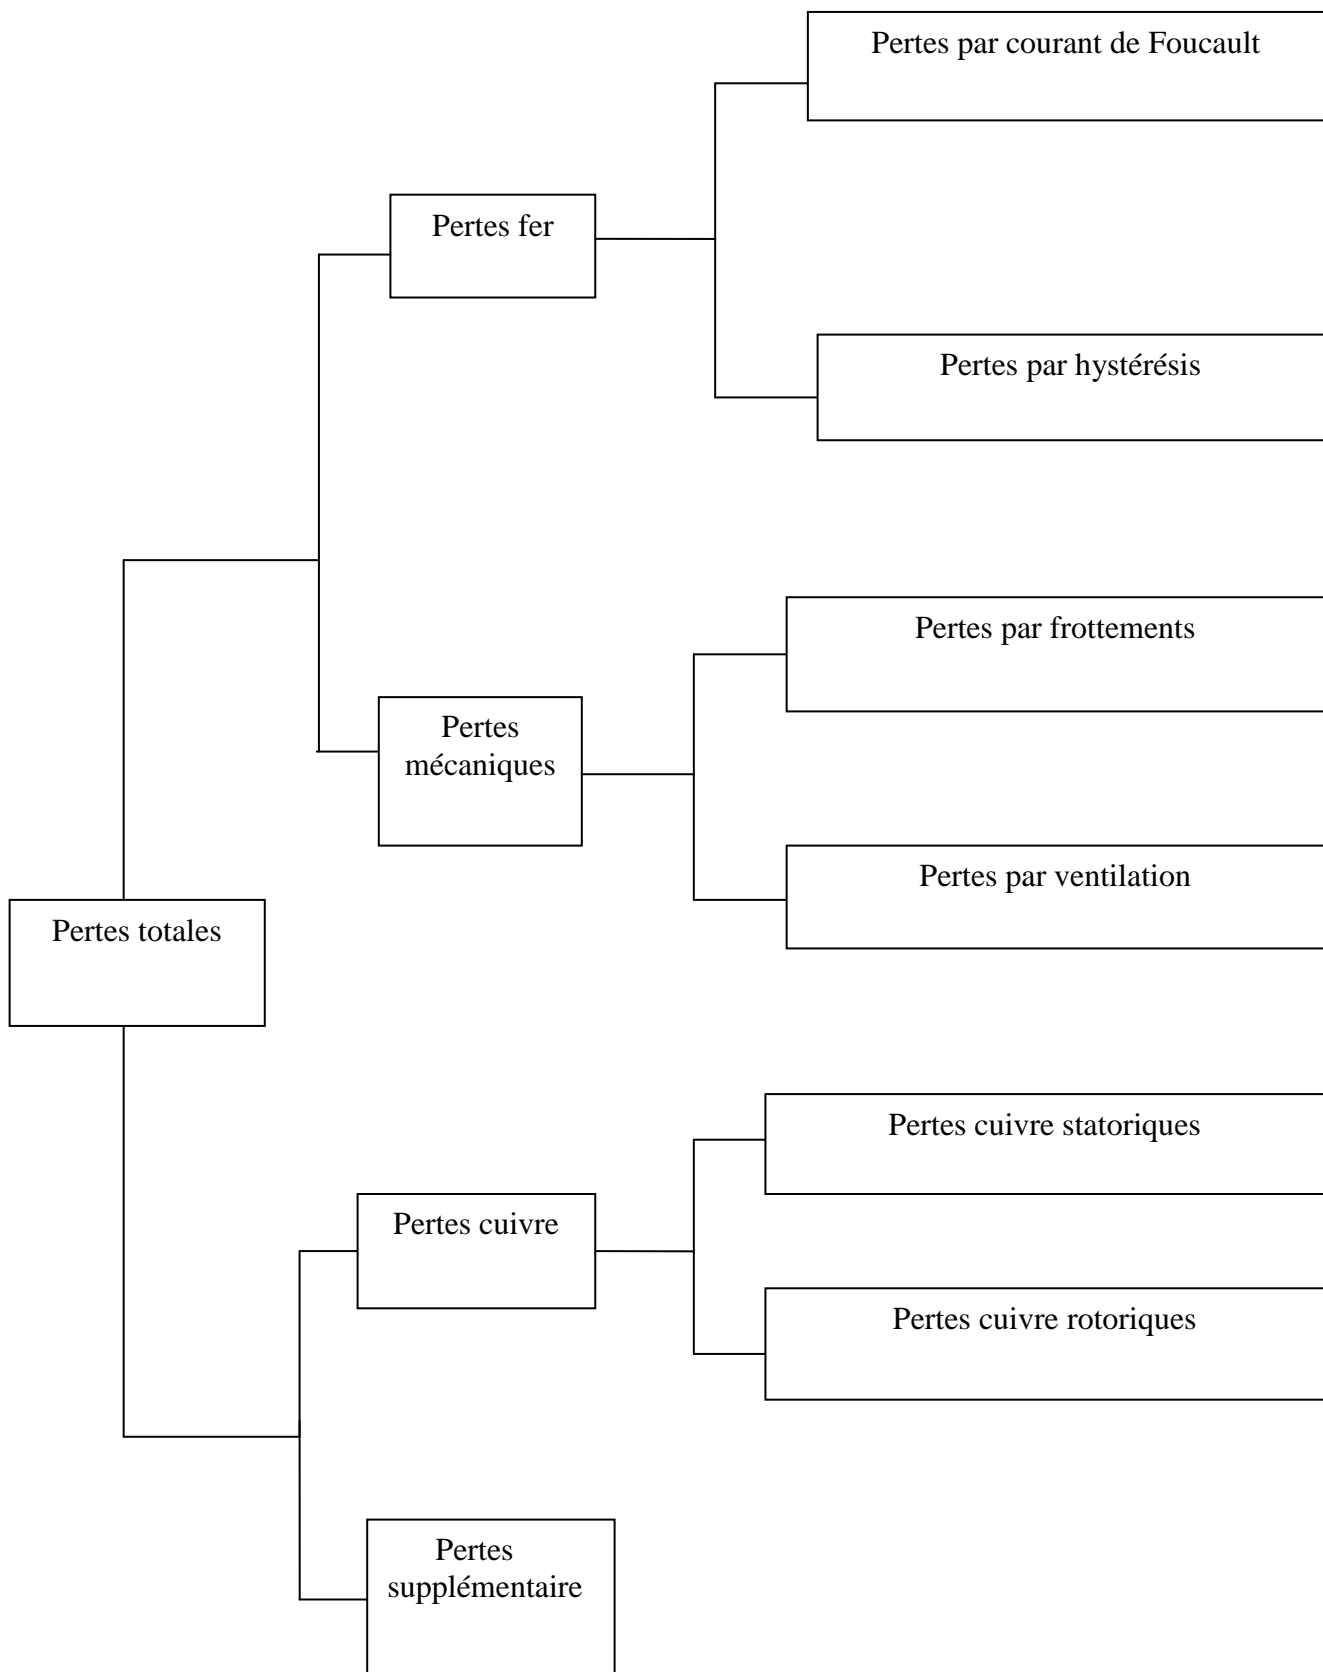 Pertes par courant de Foucault
Pertes fer
Pertes par hystérésis
Pertes par frottements
Pertes
mécaniques
Pertes par ventilation
Pertes totales
Pertes cuivre statoriques
Pertes cuivre
Pertes cuivre rotoriques
Pertes
supplémentaire